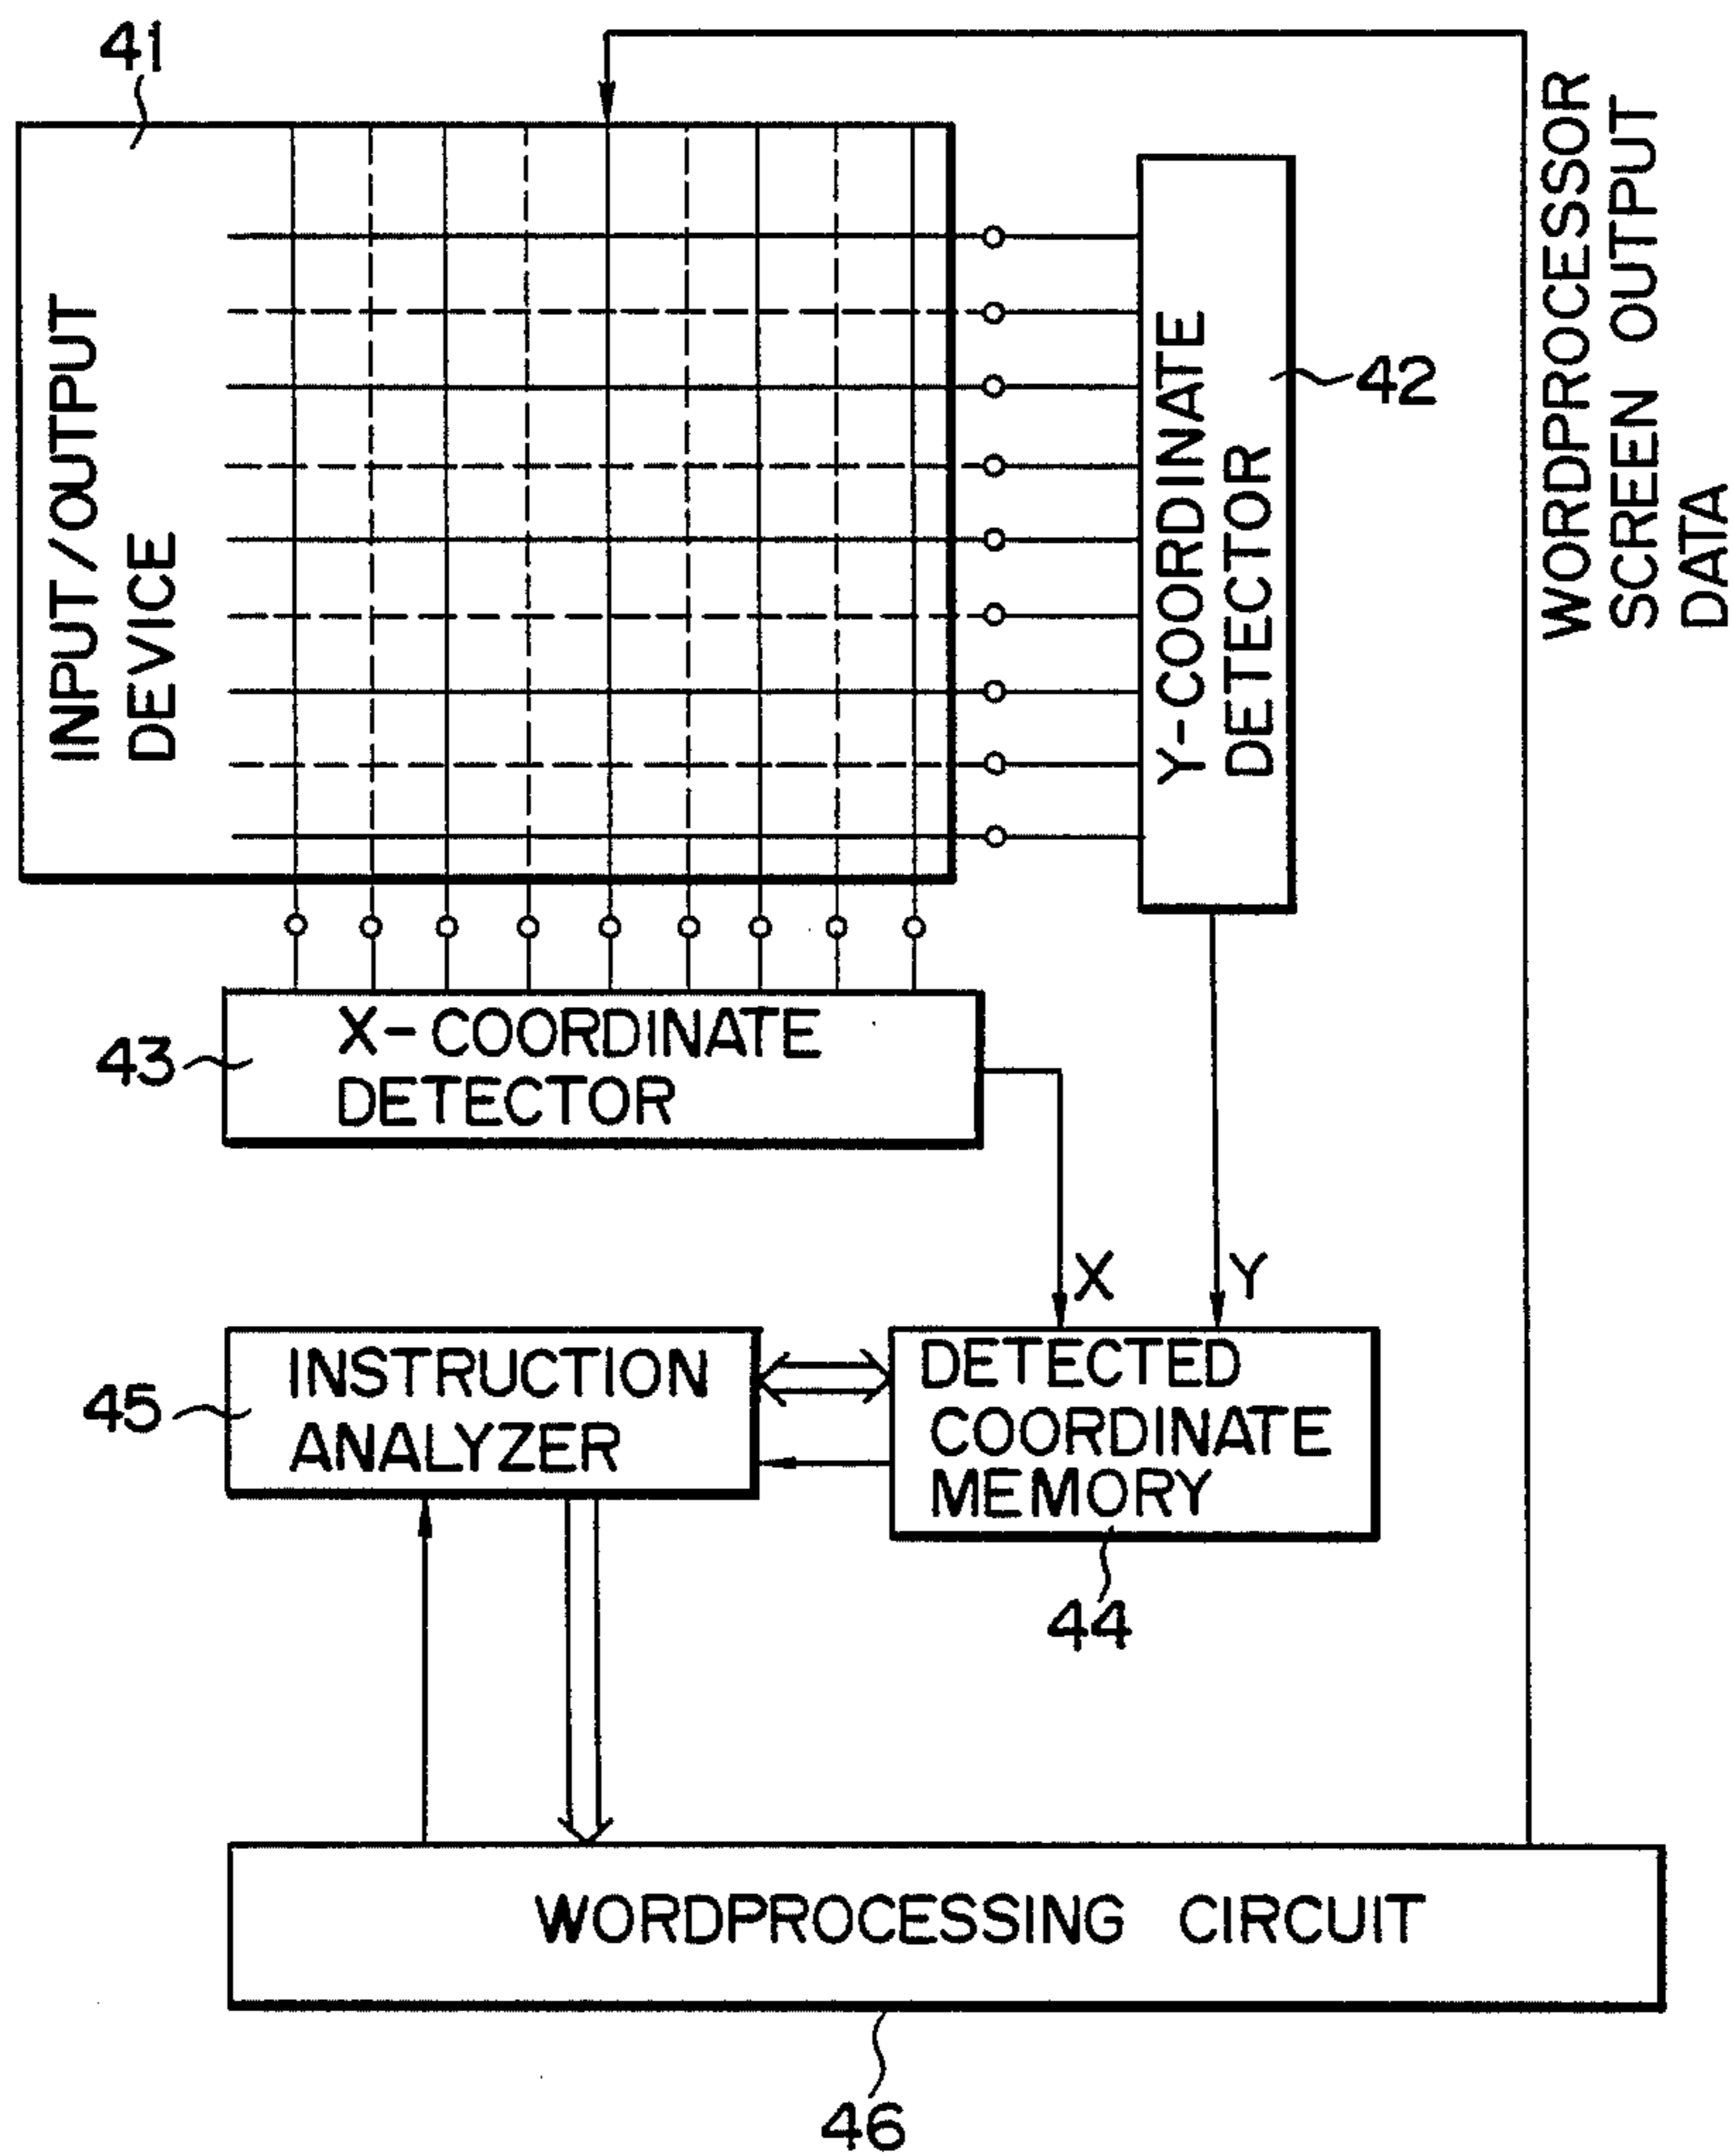 41
INPUT/OUTPUT
DEVICE
Y-COORDINATE
DETECTOR
42
WORDPROCESSOR
SCREEN OUTPUT
DATA
43
X-COORDINATE
DETECTOR
X
Y
45
INSTRUCTION
ANALYZER
DETECTED
COORDINATE
MEMORY
44
WORDPROCESSING CIRCUIT
46